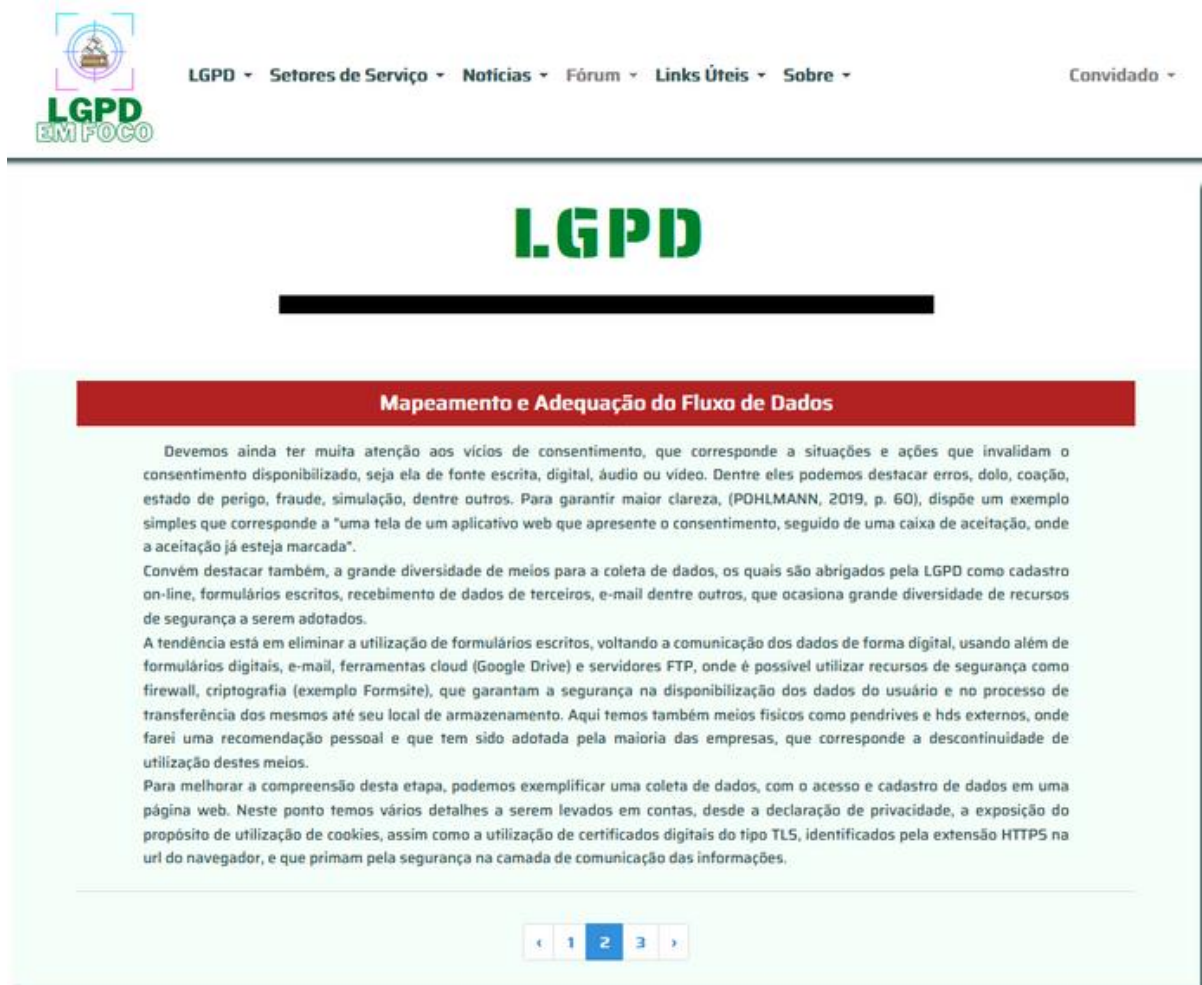 LGPD
EM FOCO
LGPD Setores de Serviço Notícias Fórum Links Úteis Sobre Convidado
LGPD
Mapeamento e Adequação do Fluxo de Dados
Devemos ainda ter muita atenção aos vícios de consentimento, que corresponde a situações e ações que invalidam o
consentimento disponibilizado, seja ela de fonte escrita, digital, áudio ou vídeo. Dentre eles podemos destacar erros, dolo, coação,
estado de perigo, fraude, simulação, dentre outros. Para garantir maior clareza, (POHLMANN, 2019, p. 60), dispõe um exemplo
simples que corresponde a "uma tela de um aplicativo web que apresente o consentimento, seguido de uma caixa de aceitação, onde
a aceitação já esteja marcada".
Convém destacar também, a grande diversidade de meios para a coleta de dados, os quais são abrigados pela LGPD como cadastro
on-line, formulários escritos, recebimento de dados de terceiros, e-mail dentre outros, que ocasiona grande diversidade de recursos
de segurança a serem adotados.
A tendência está em eliminar a utilização de formulários escritos, voltando a comunicação dos dados de forma digital, usando além de
formulários digitais, e-mail, ferramentas cloud (Google Drive) e servidores FTP, onde é possível utilizar recursos de segurança como
firewall, criptografia (exemplo Formsite), que garantam a segurança na disponibilização dos dados do usuário e no processo de
transferência dos mesmos até seu local de armazenamento. Aqui temos também meios físicos como pendrives e hds externos, onde
farei uma recomendação pessoal e que tem sido adotada pela maioria das empresas, que corresponde a descontinuidade de
utilização destes meios.
Para melhorar a compreensão desta etapa, podemos exemplificar uma coleta de dados, com o acesso e cadastro de dados em uma
página web. Neste ponto temos vários detalhes a serem levados em contas, desde a declaração de privacidade, a exposição do
propósito de utilização de cookies, assim como a utilização de certificados digitais do tipo TLS, identificados pela extensão HTTPS na
url do navegador, e que primam pela segurança na camada de comunicação das informações.
‹ 1 2 3 ›